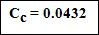 Cc = 0.0432